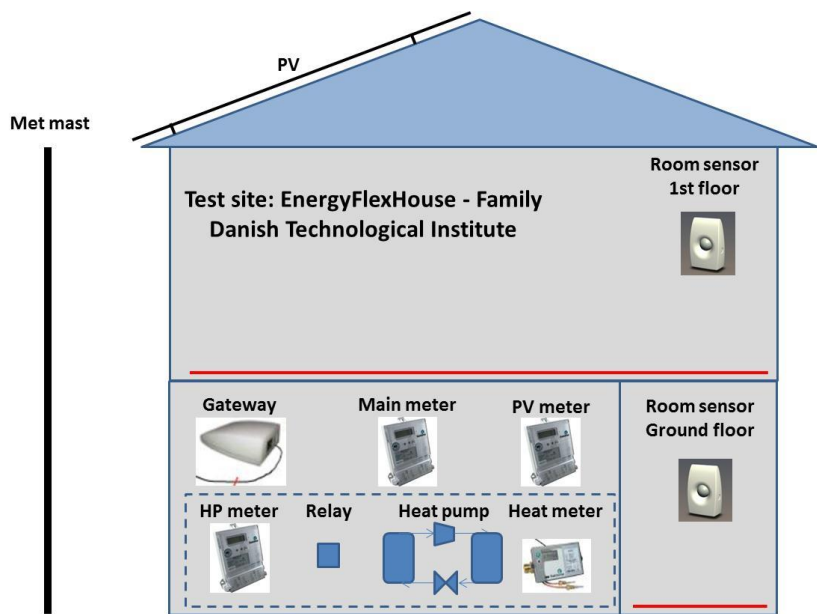 PV
Met mast
Room sensor
1st floor
Test site: EnergyFlexHouse - Family
Danish Technological Institute
Gateway
Main meter
PV meter
Room sensor
Ground floor
HP meter
Relay
Heat pump
Heat meter